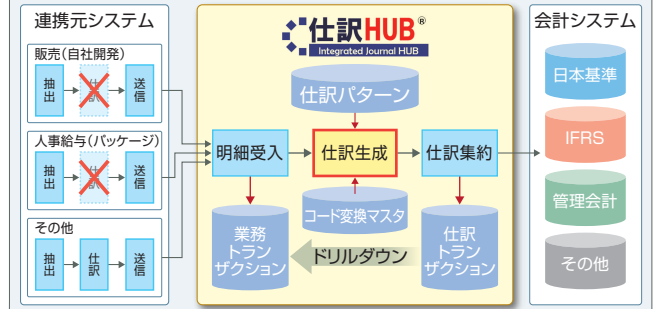 連携元システム
販売(自社開発)
抽出
仕訳
送信
人事給与(パッケージ)
抽出
仕訳
送信
その他
抽出
仕訳
送信
仕訳HUB®
Integrated Journal HUB
仕訳パターン
明細受入
仕訳生成
仕訳集約
コード変換マスタ
業務
トラン
ザクション
ドリルダウン
仕訳
トラン
ザクション
会計システム
日本基準
IFRS
管理会計
その他